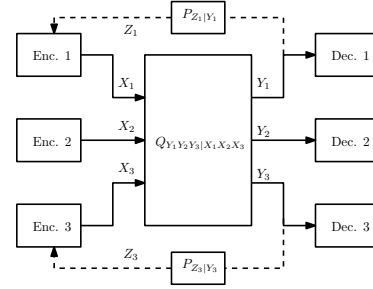 Z_1 P_{Z_1|Y_1}
Enc. 1 Dec. 1
X_1 Y_1
Enc. 2 X_2 Q_{Y_1Y_2Y_3|X_1X_2X_3} Y_2 Dec. 2
X_3 Y_3
Enc. 3 Dec. 3
Z_3 P_{Z_3|Y_3}